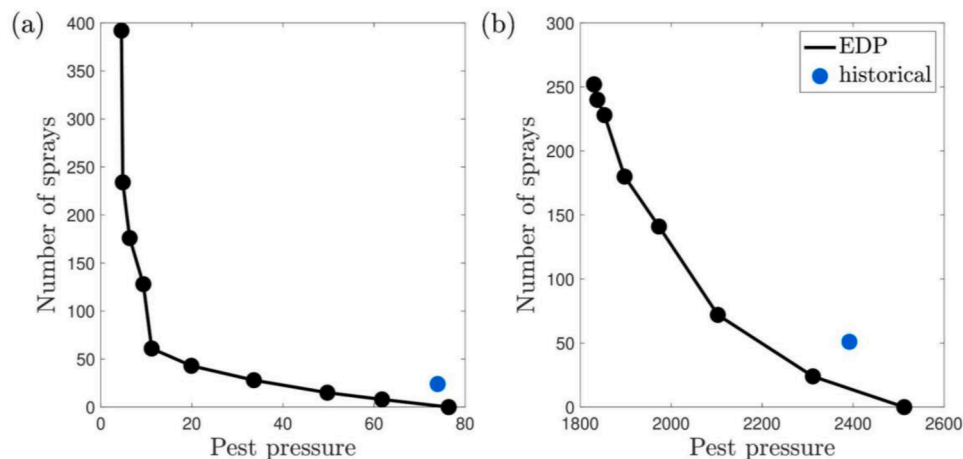 (a)
Number of sprays
400
350
300
250
200
150
100
50
0
0 20 40 60 80
Pest pressure
(b)
Number of sprays
300
250
200
150
100
50
0
1800 2000 2200 2400 2600
Pest pressure
EDP
historical